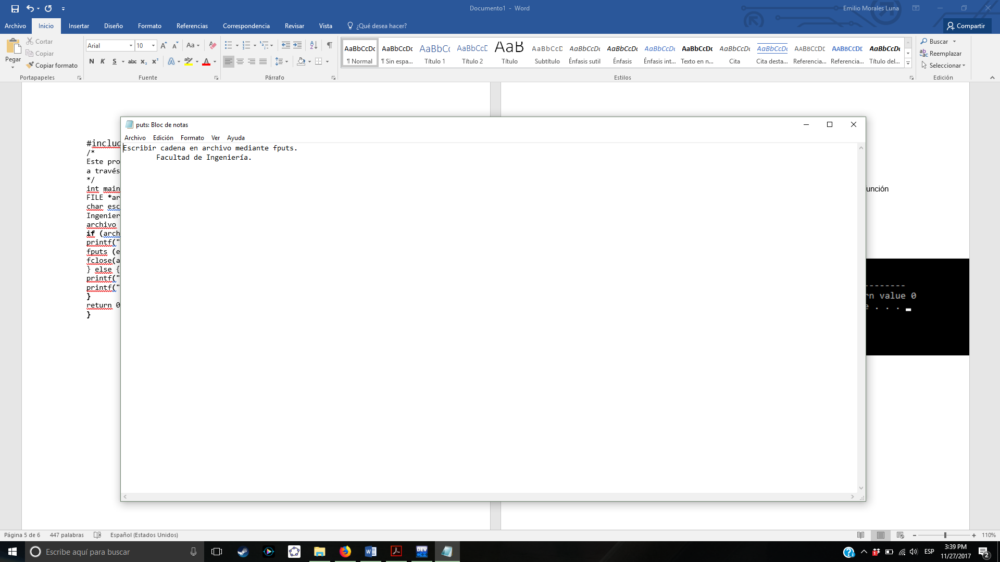 Documento1 - Word
Emilio Morales Luna
Archivo Inicio Insertar Diseño Formato Referencias Correspondencia Revisar Vista ¿Qué desea hacer? Compartir
Pegar
Cortar
Copiar
Copiar formato
Portapapeles
Arial 10
Aa
N K S abc x₂ x²
Fuente
Párrafo
AaBbCcDc AaBbCcDc AaBbCc AaBbCcD AaB AaBbCcD AaBbCcDc AaBbCcDc AaBbCcDc AaBbCcDc AaBbCcDc AaBbCcDc AABBCCDE AABBCCDE AaBbCcDc
¶ Normal ¶ Sin espa... Título 1 Título 2 Título Subtítulo Énfasis sutil Énfasis Énfasis int... Texto en n... Cita Cita desta... Referencia... Referencia... Título del...
Estilos
Buscar
Reemplazar
Seleccionar
Edición
puts: Bloc de notas
Archivo Edición Formato Ver Ayuda
Escribir cadena en archivo mediante fputs.
Facultad de Ingeniería.
#includ
/*
Este pro
a través
*/
int main
FILE *ar
char esc
Ingenier
archivo
if (arch
printf("
fputs (e
fclose(a
} else {
printf("
printf("
}
return 0
}
unción
--------
rn value 0
e . . .
Página 5 de 6 447 palabras Español (Estados Unidos) 110%
Escribe aquí para buscar
DEV
ESP
3:39 PM
11/27/2017
2